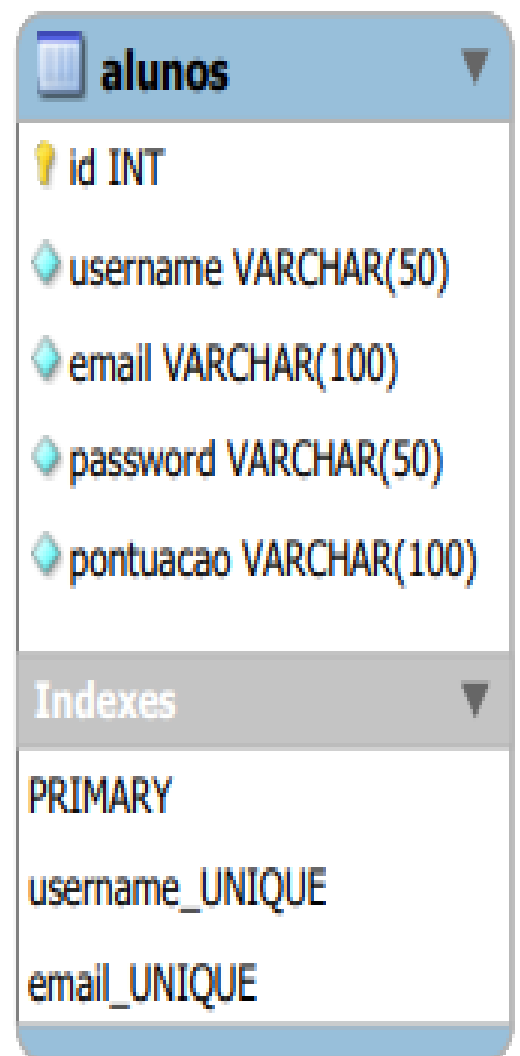 alunos
id INT
username VARCHAR(50)
email VARCHAR(100)
password VARCHAR(50)
pontuacao VARCHAR(100)
Indexes
PRIMARY
username_UNIQUE
email_UNIQUE